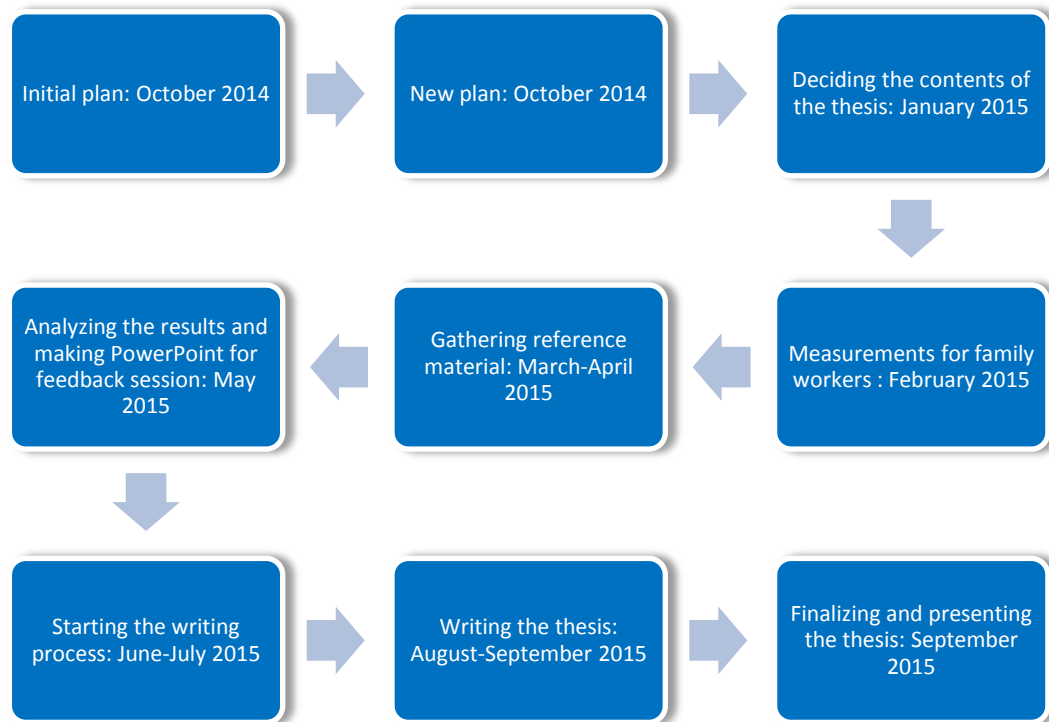 Initial plan: October 2014
New plan: October 2014
Deciding the contents of
the thesis: January 2015
Measurements for family
workers : February 2015
Gathering reference
material: March-April
2015
Analyzing the results and
making PowerPoint for
feedback session: May
2015
Starting the writing
process: June-July 2015
Writing the thesis:
August-September 2015
Finalizing and presenting
the thesis: September
2015